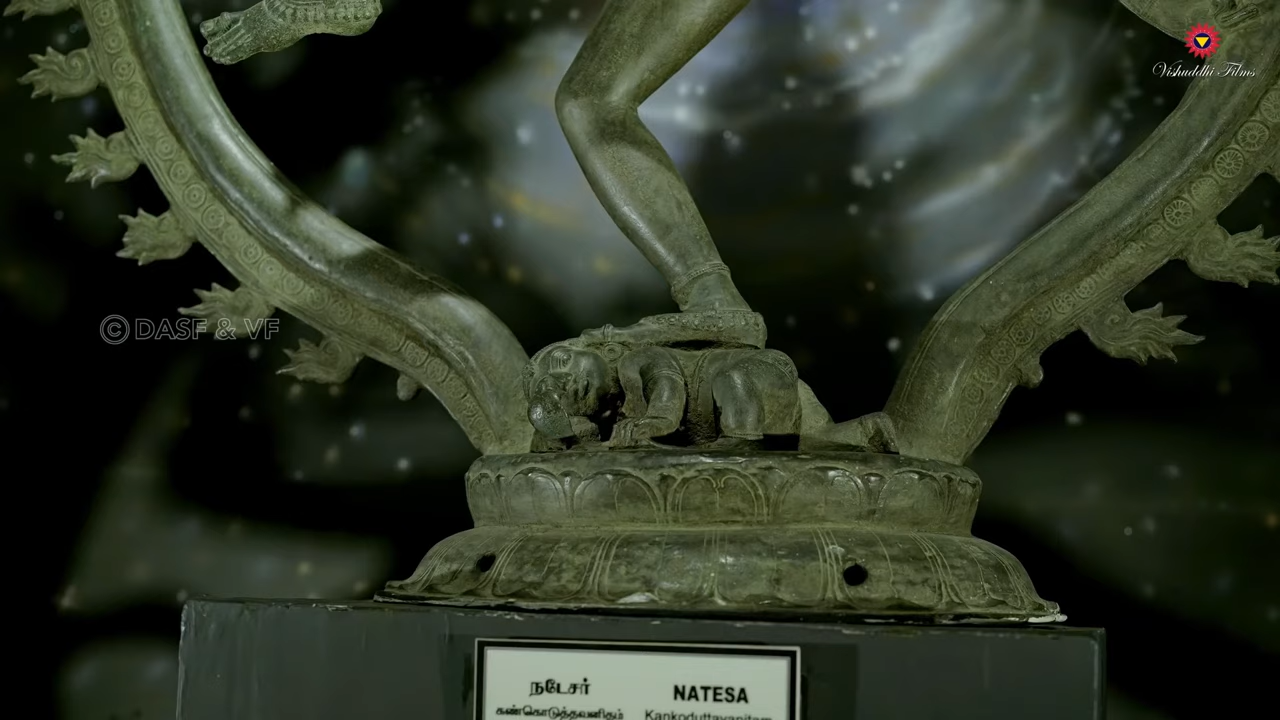 Vishuddhi Films
© DASF & VF
நடேசர்
கண்கொடுத்தவனிதம்
NATESA
Kankoduttavanitam